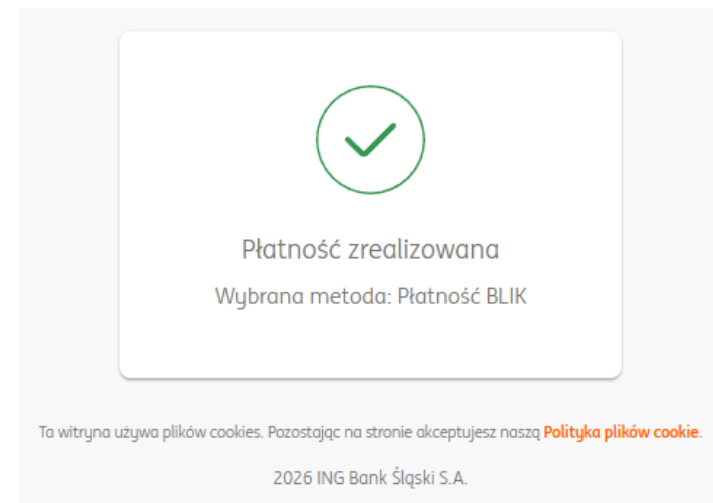 Płatność zrealizowana
Wybrana metoda: Płatność BLIK
Ta witryna używa plików cookies. Pozostając na stronie akceptujesz naszą Polityka plików cookie.
2026 ING Bank Śląski S.A.